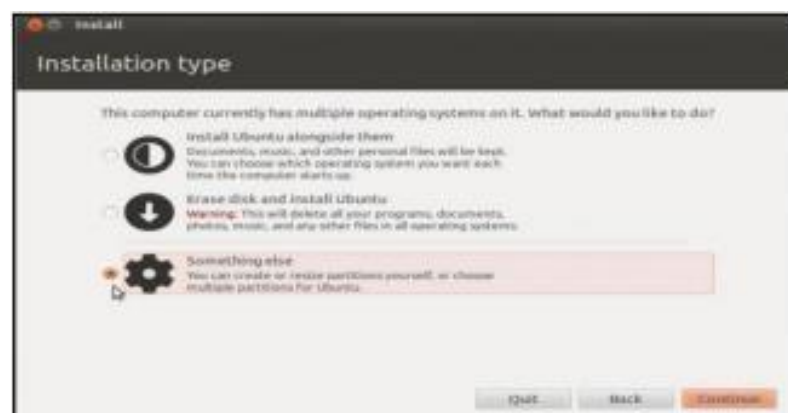 Install
Installation type
This computer currently has multiple operating systems on it. What would you like to do?
Install Ubuntu alongside them
Documents, music, and other personal files will be kept.
You can choose which operating system you want each
time the computer starts up.
Erase disk and install Ubuntu
Warning: This will delete all your programs, documents,
photos, music, and any other files in all operating systems.
Something else
You can create or resize partitions yourself, or choose
multiple partitions for Ubuntu.
Quit Back Continue